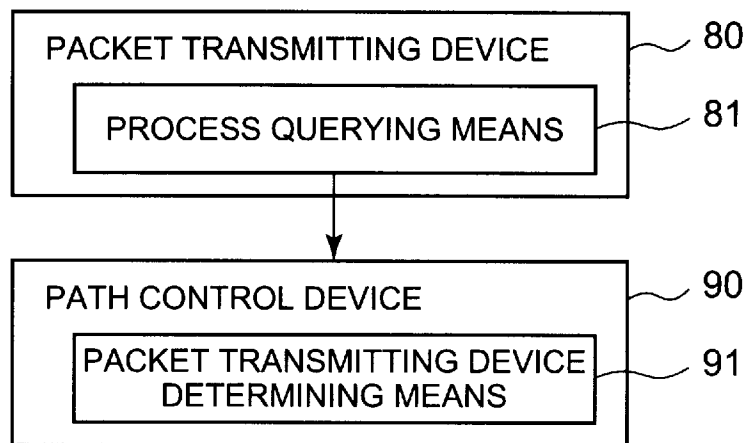 PACKET TRANSMITTING DEVICE
80
PROCESS QUERYING MEANS
81
PATH CONTROL DEVICE
90
PACKET TRANSMITTING DEVICE
DETERMINING MEANS
91